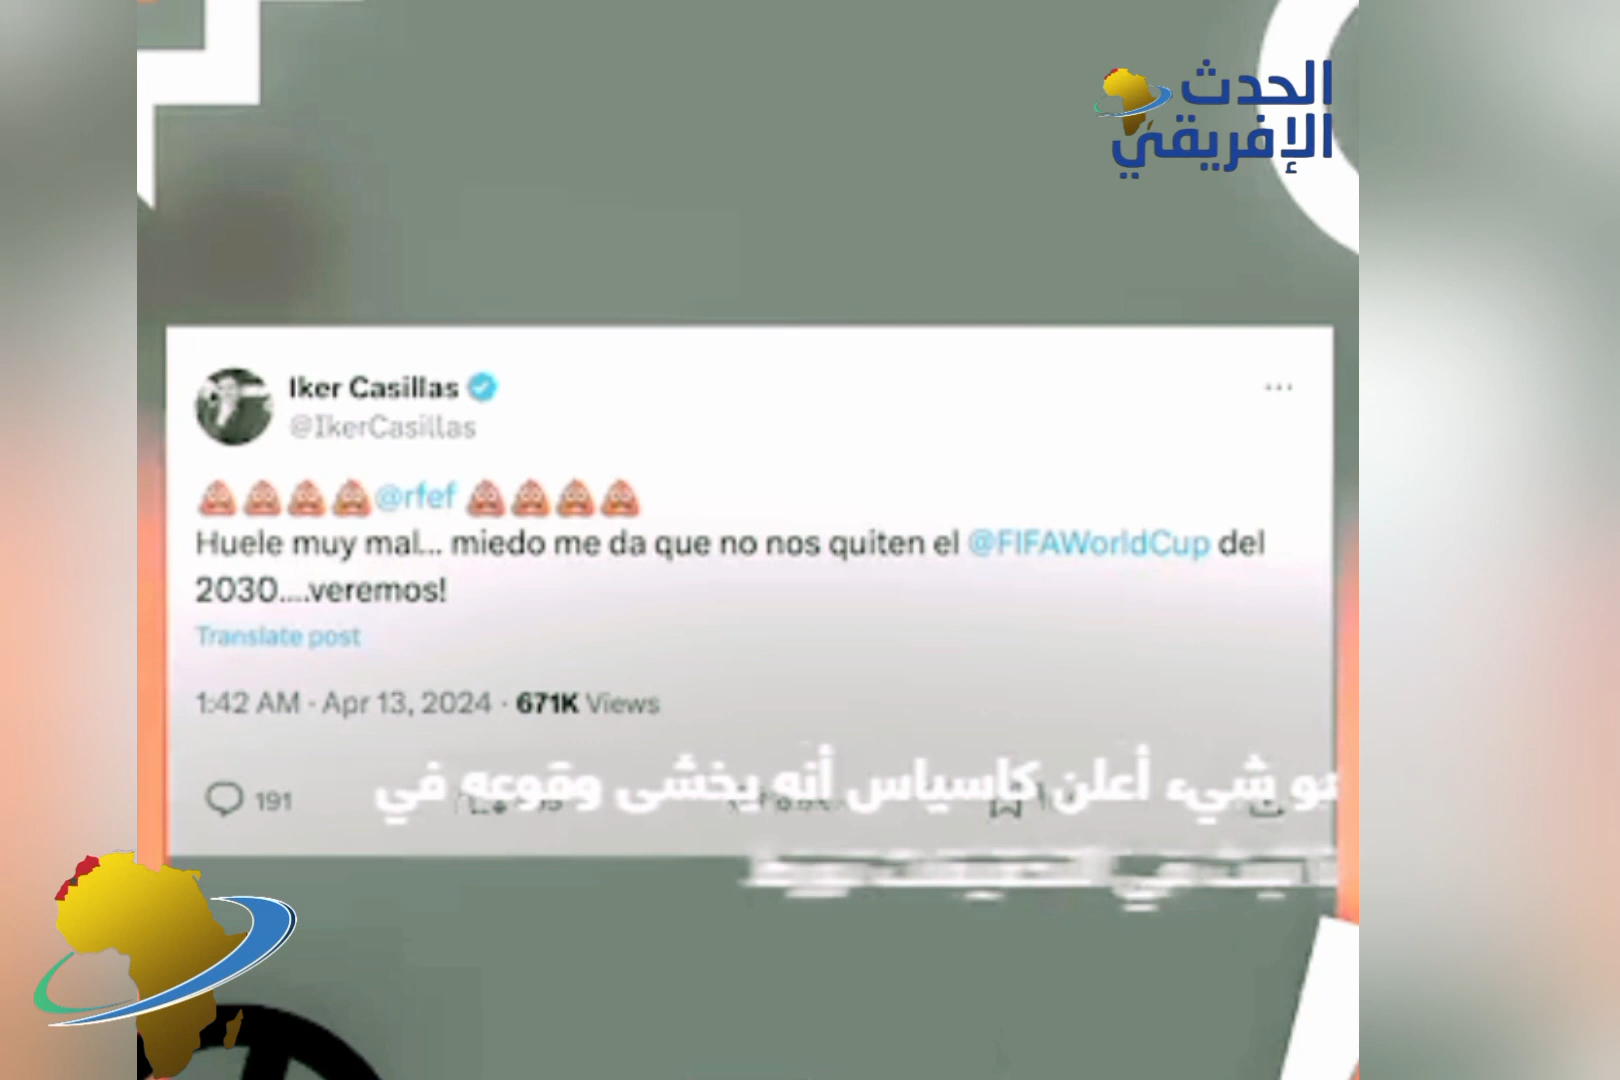 الحدث
الإفريقي
Iker Casillas
@IkerCasillas
💩💩💩💩@rfef 💩💩💩💩
Huele muy mal... miedo me da que no nos quiten el @FIFAWorldCup del
2030....veremos!
Translate post
1:42 AM · Apr 13, 2024 · 671K Views
191
شيء أعلن كاسياس أنه يخشى وقوعه في